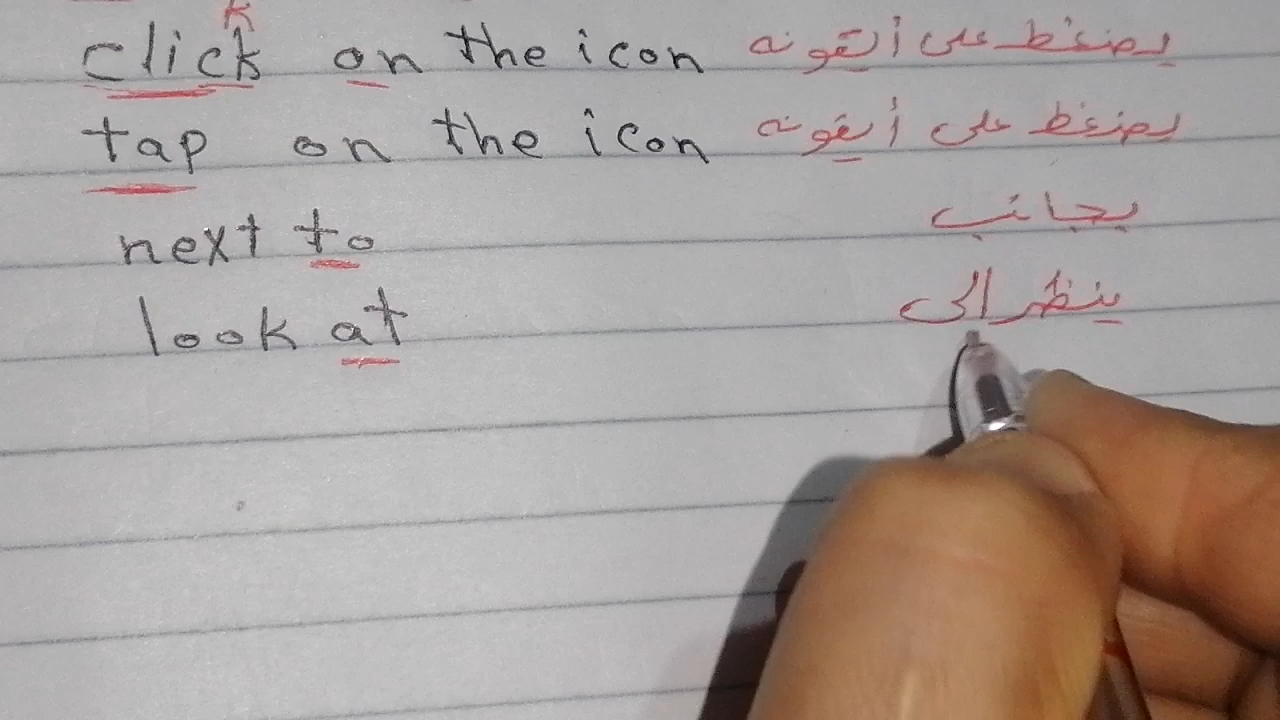 K
click on the icon يضغط على أيقونه
tap on the icon يضغط على أيقونه
next to بجانب
look at ينظر الى